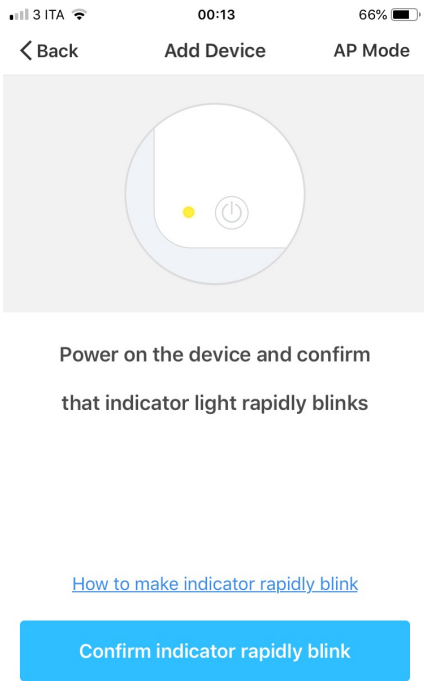 3 ITA 00:13 66%
Back Add Device AP Mode
Power on the device and confirm
that indicator light rapidly blinks
How to make indicator rapidly blink
Confirm indicator rapidly blink